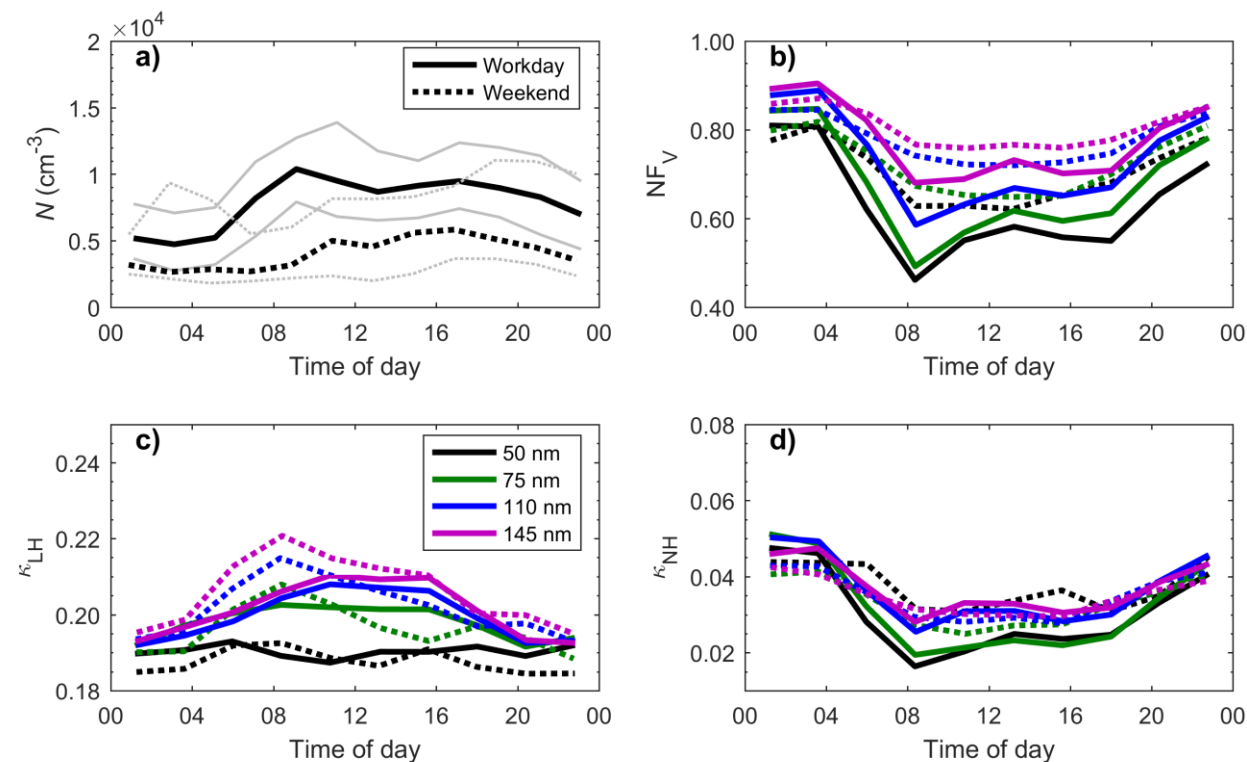 ×10⁴
a)
2
1.5
1
0.5
0
N (cm⁻³)
Workday
Weekend
00 04 08 12 16 20 00
Time of day
b)
1.00
0.80
0.60
0.40
NF_V
00 04 08 12 16 20 00
Time of day
c)
0.24
0.22
0.20
0.18
κ_LH
50 nm
75 nm
110 nm
145 nm
00 04 08 12 16 20 00
Time of day
d)
0.08
0.06
0.04
0.02
κ_NH
00 04 08 12 16 20 00
Time of day